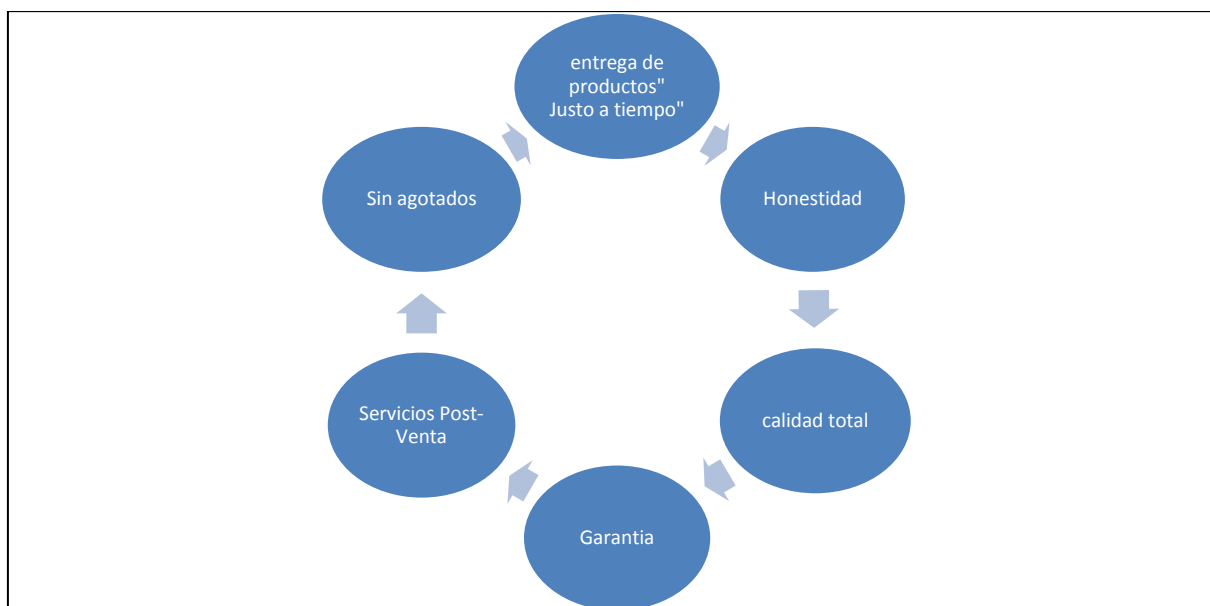 entrega de
productos"
Justo a tiempo"
Honestidad
calidad total
Garantia
Servicios Post-
Venta
Sin agotados